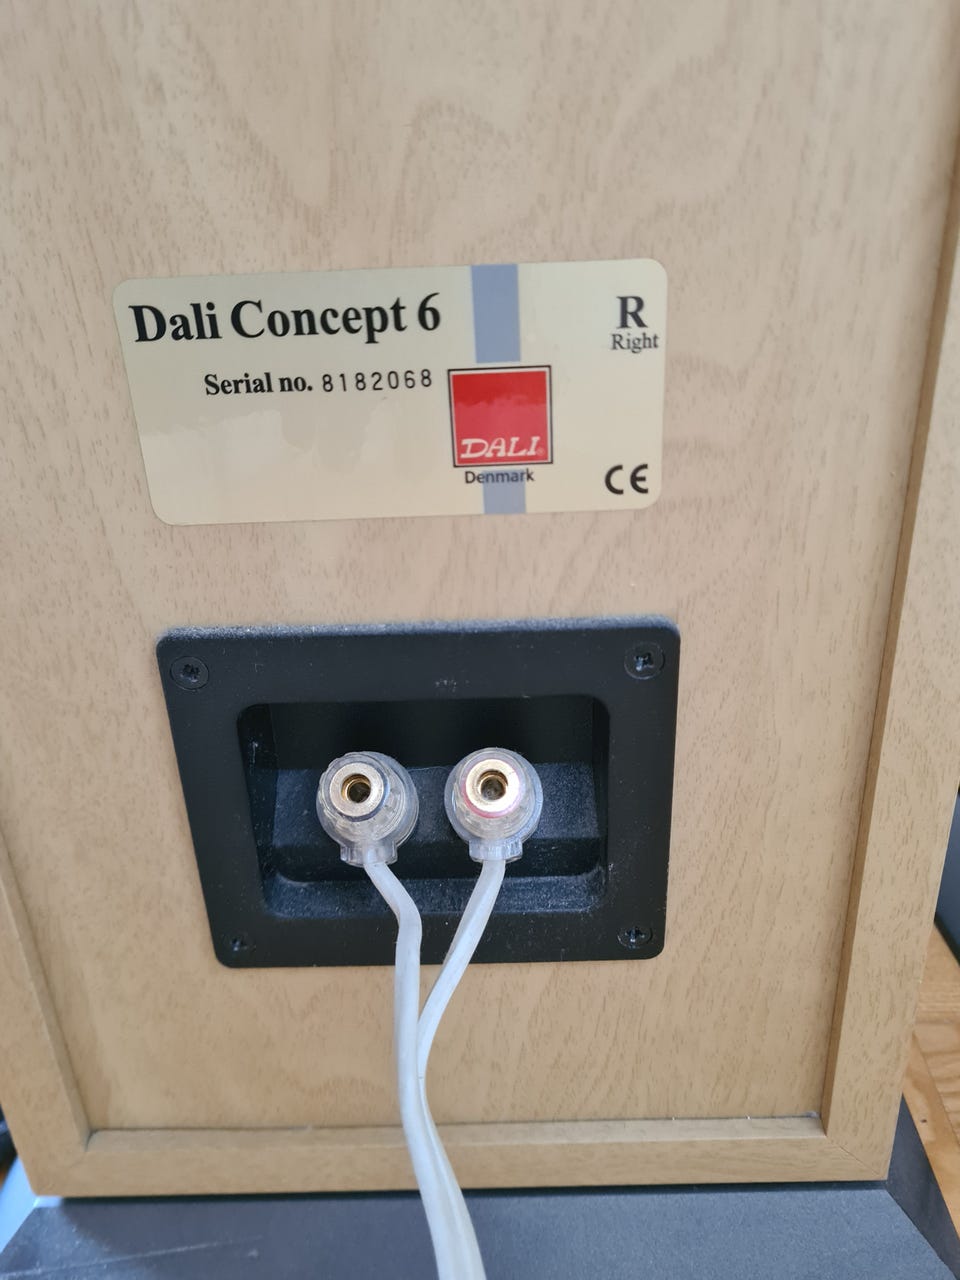 Dali Concept 6
R
Right
Serial no. 8182068
DALI
Denmark
CE